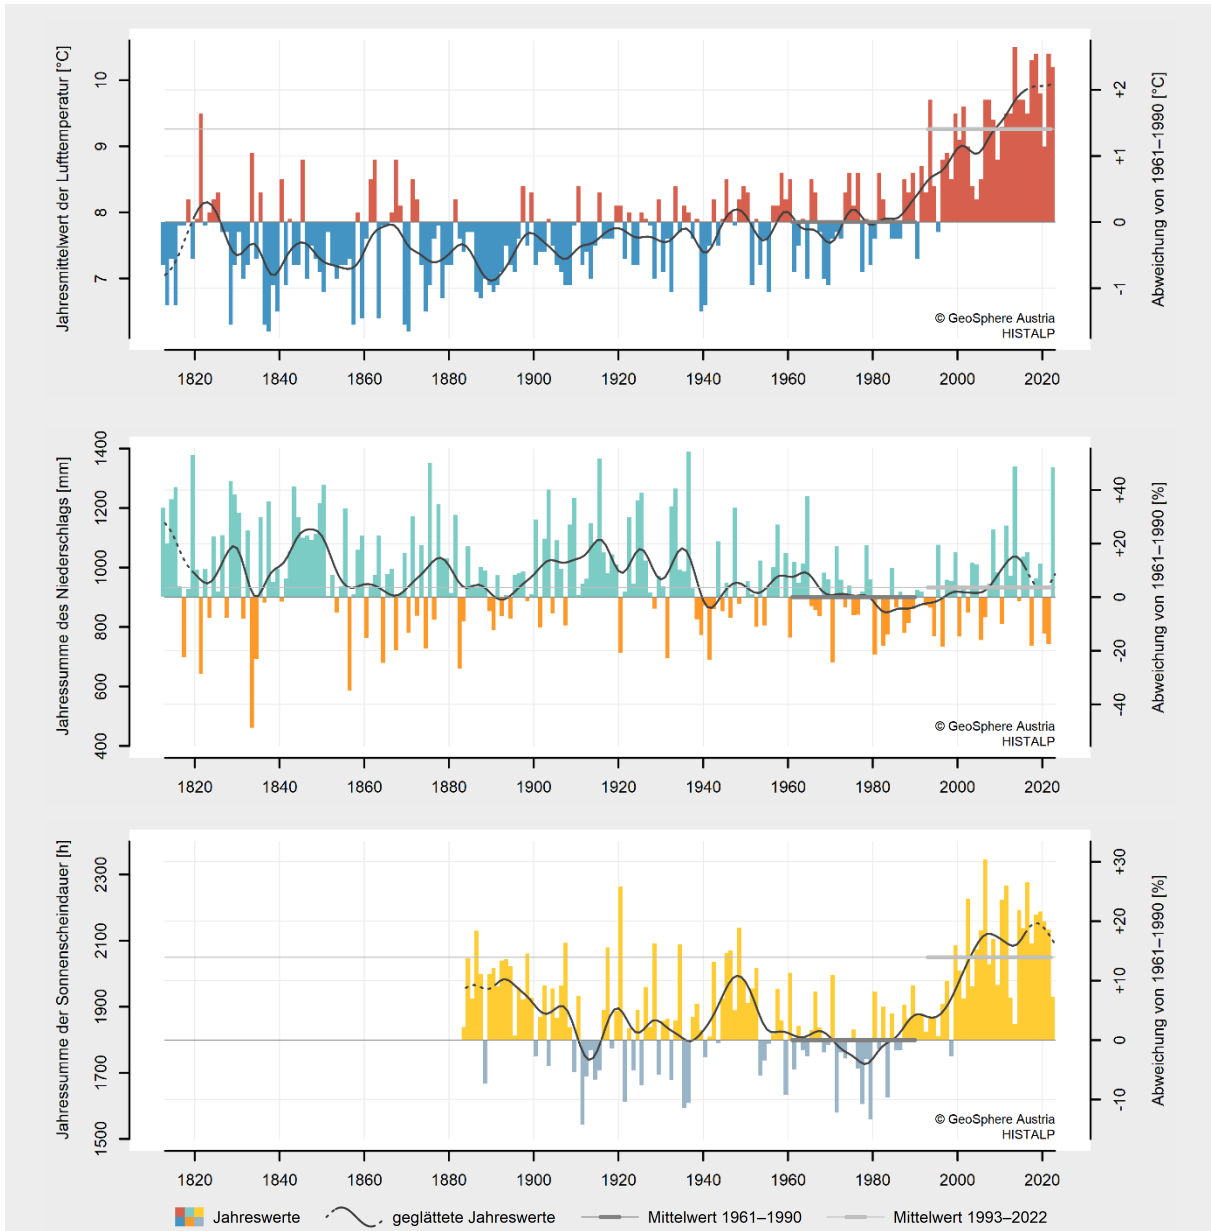 Jahresmittelwert der Lufttemperatur [°C]
10
9
8
7
+2
+1
0
-1
Abweichung von 1961–1990 [°C]
© GeoSphere Austria
HISTALP
1820 1840 1860 1880 1900 1920 1940 1960 1980 2000 2020
Jahressumme des Niederschlags [mm]
1400
1200
1000
800
600
400
+40
+20
0
-20
-40
Abweichung von 1961–1990 [%]
© GeoSphere Austria
HISTALP
1820 1840 1860 1880 1900 1920 1940 1960 1980 2000 2020
Jahressumme der Sonnenscheindauer [h]
2300
2100
1900
1700
1500
+30
+20
+10
0
-10
Abweichung von 1961–1990 [%]
© GeoSphere Austria
HISTALP
1820 1840 1860 1880 1900 1920 1940 1960 1980 2000 2020
Jahreswerte geglättete Jahreswerte Mittelwert 1961–1990 Mittelwert 1993–2022